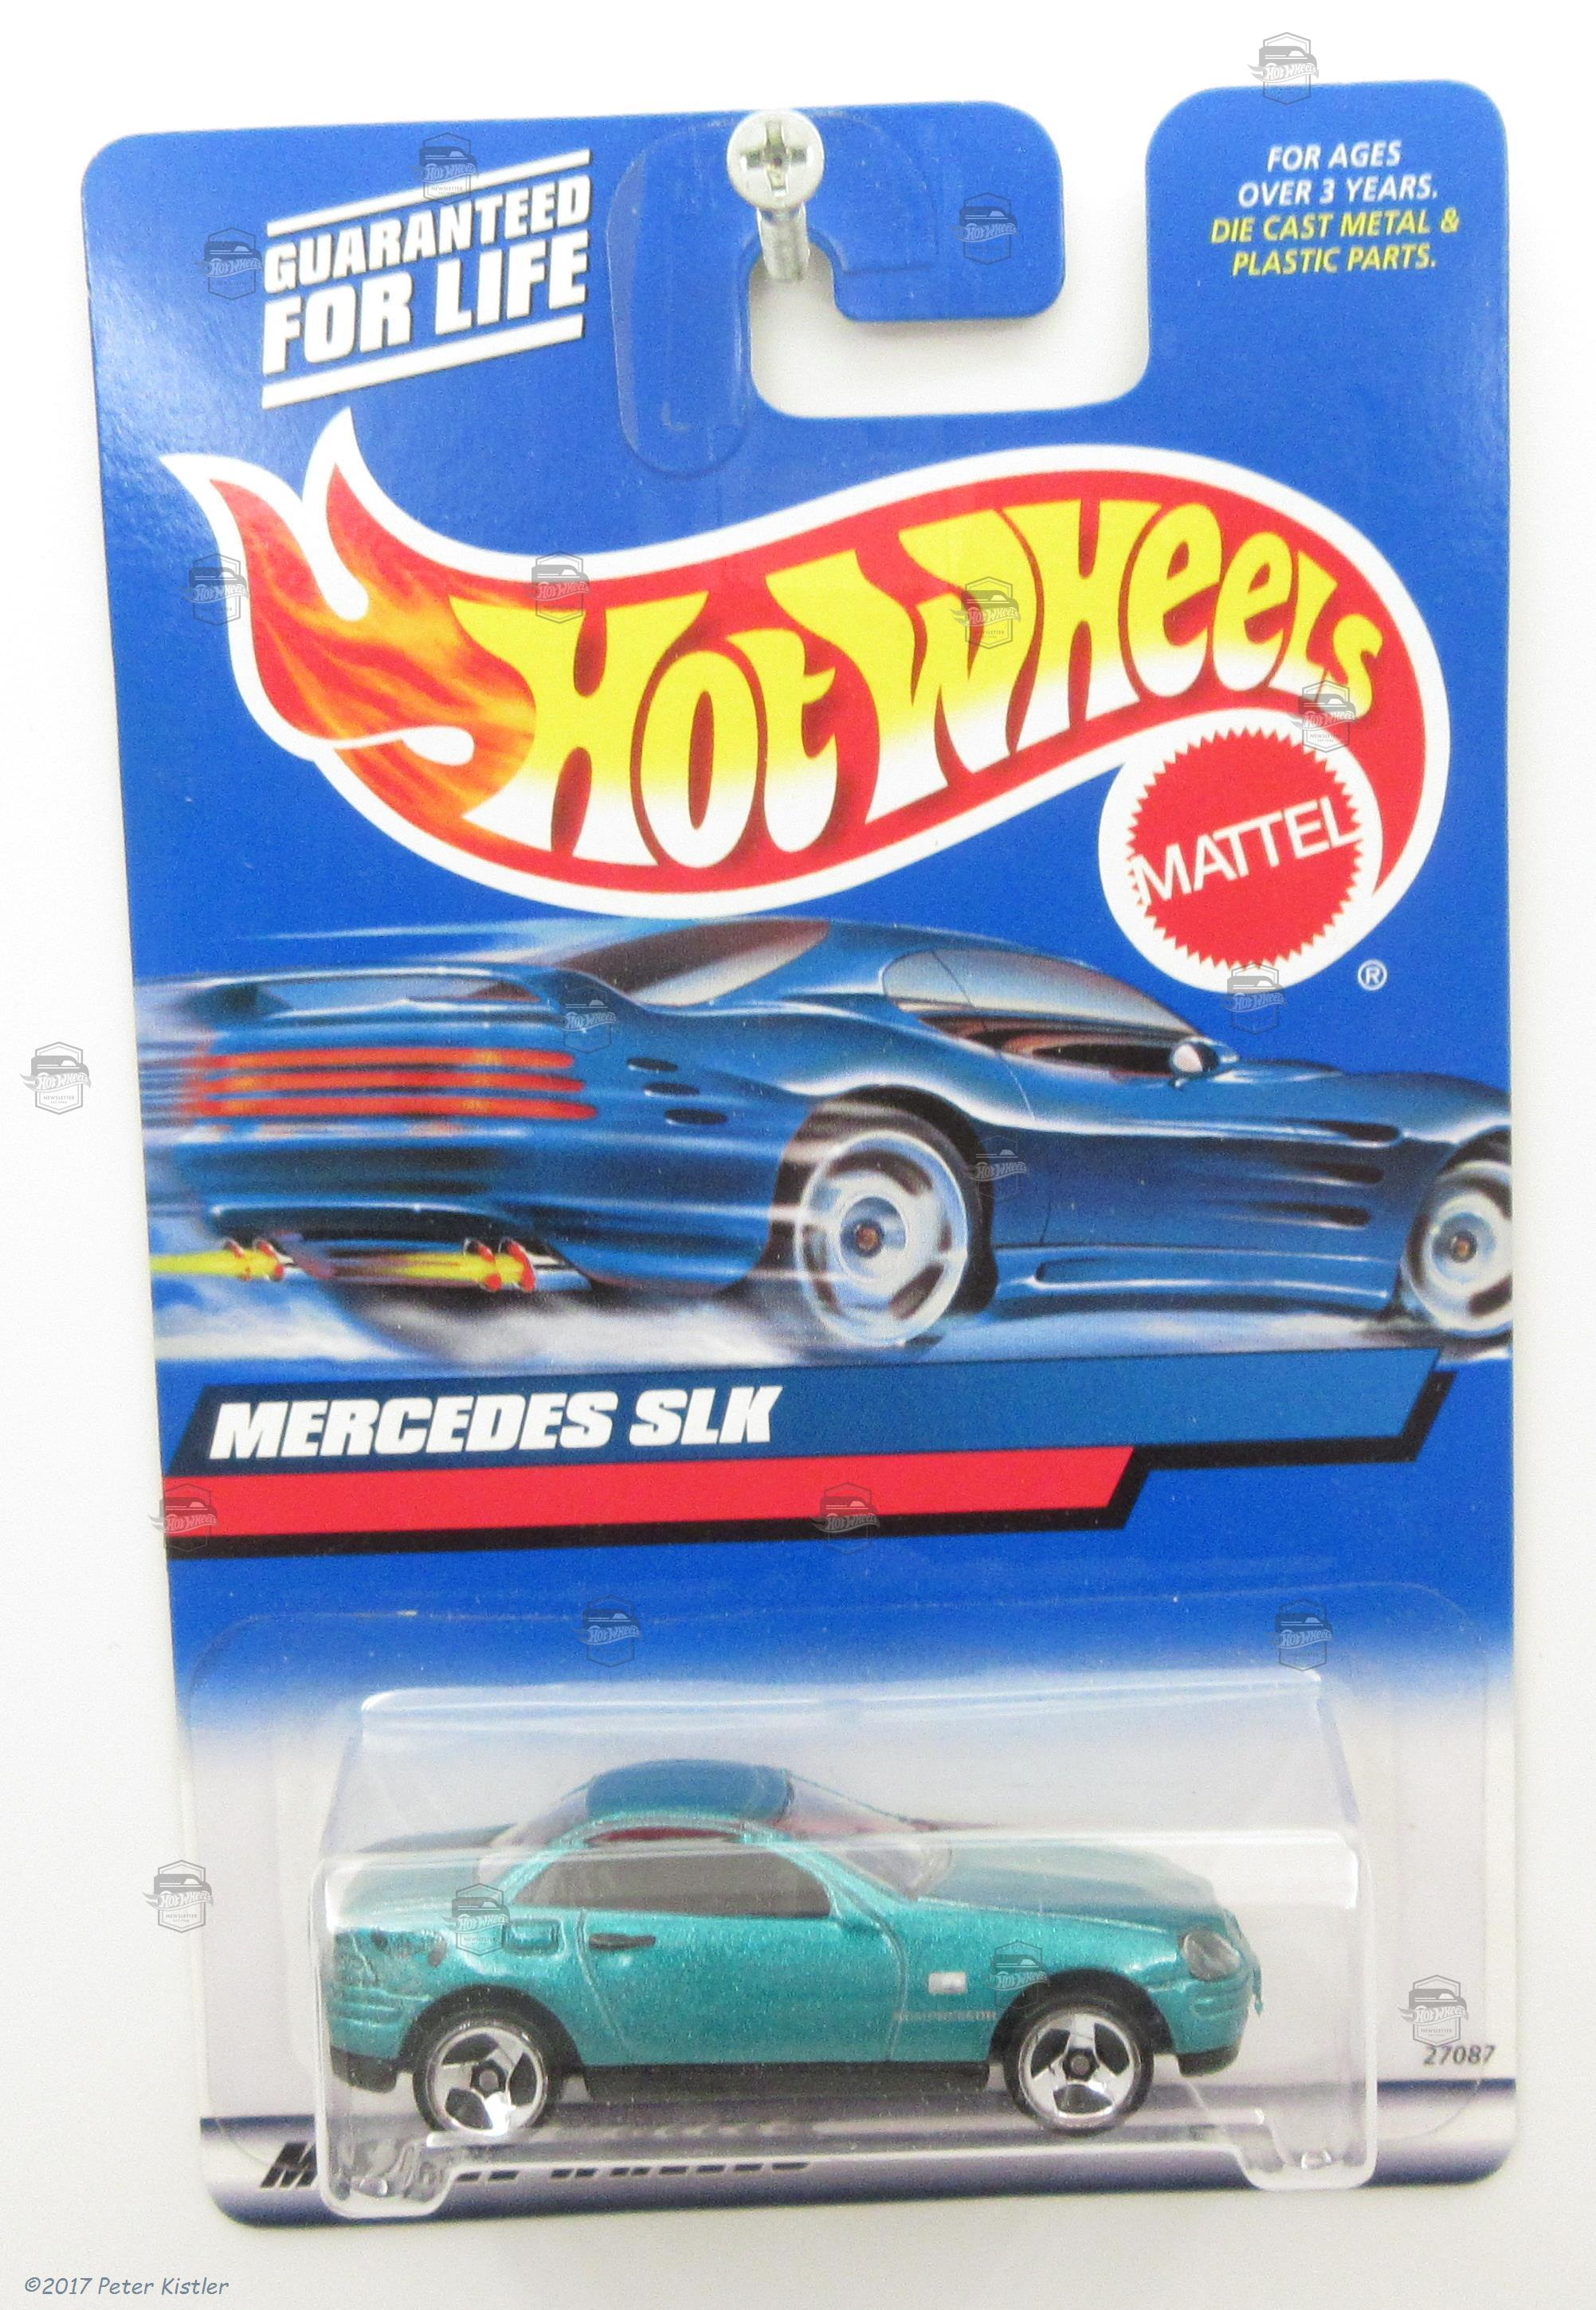 GUARANTEED
FOR LIFE
FOR AGES
OVER 3 YEARS.
DIE CAST METAL &
PLASTIC PARTS.
HOT WHEELS
MATTEL
®
MERCEDES SLK
27087
©2017 Peter Kistler